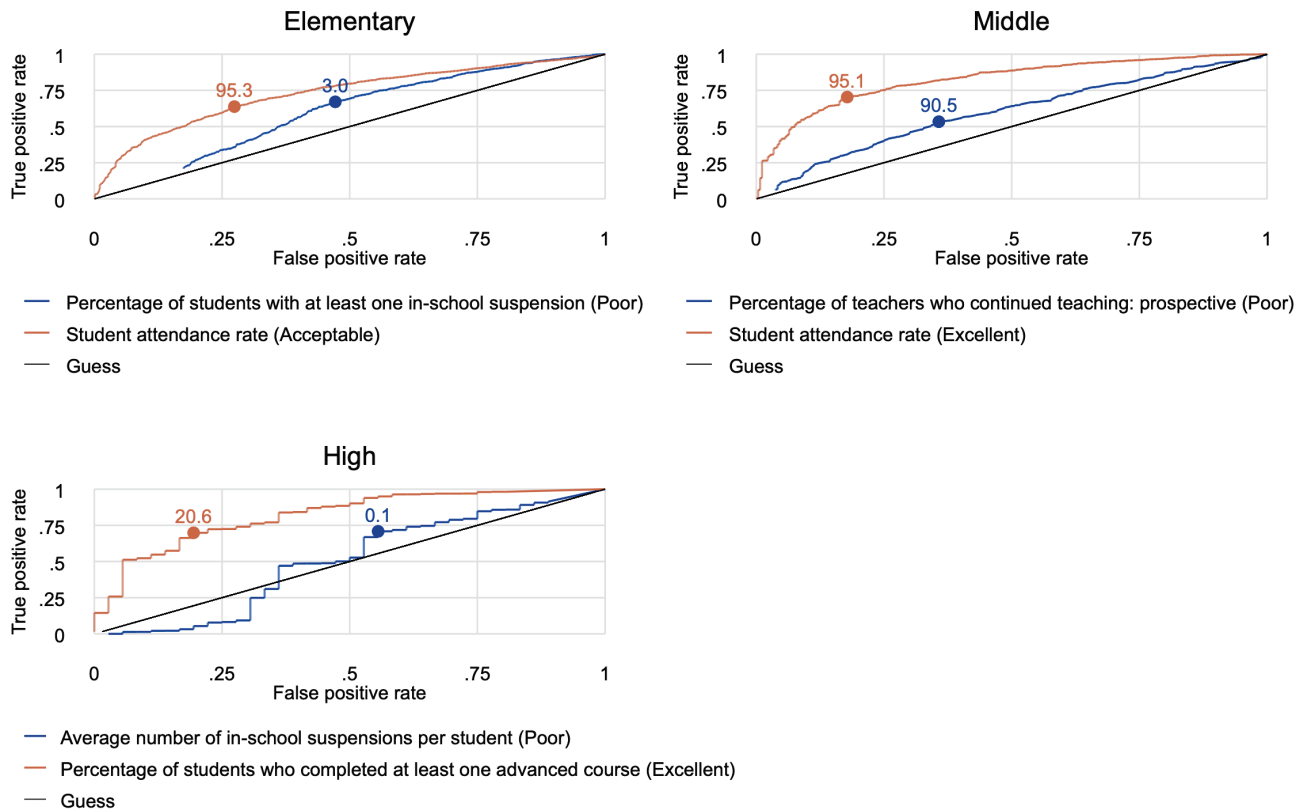 Elementary
True positive rate
1
.75
.5
.25
0
95.3
3.0
0 .25 .5 .75 1
False positive rate
Percentage of students with at least one in-school suspension (Poor)
Student attendance rate (Acceptable)
Guess
Middle
True positive rate
1
.75
.5
.25
0
95.1
90.5
0 .25 .5 .75 1
False positive rate
Percentage of teachers who continued teaching: prospective (Poor)
Student attendance rate (Excellent)
Guess
High
True positive rate
1
.75
.5
.25
0
20.6
0.1
0 .25 .5 .75 1
False positive rate
Average number of in-school suspensions per student (Poor)
Percentage of students who completed at least one advanced course (Excellent)
Guess